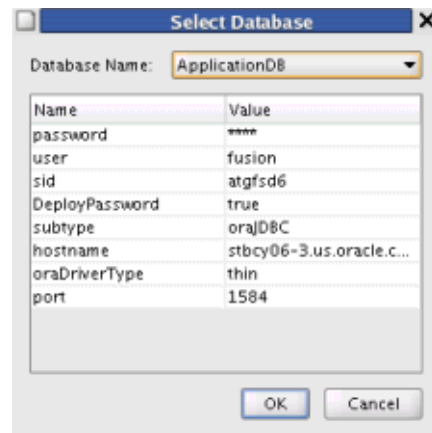 Select Database
Database Name: ApplicationDB
Name Value
password ****
user fusion
sid atgfsd6
DeployPassword true
subtype oraJDBC
hostname stbcy06-3.us.oracle.c...
oraDriverType thin
port 1584
OK Cancel